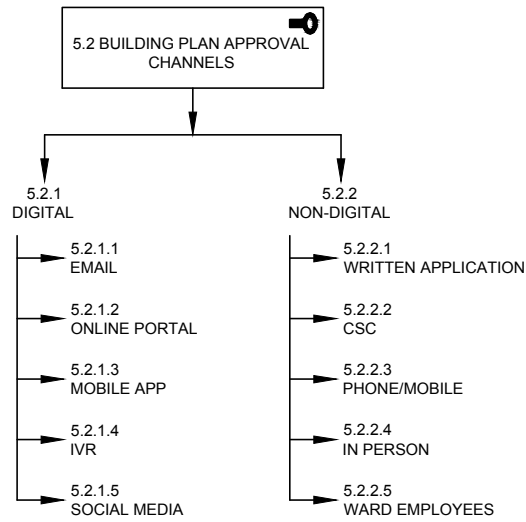 5.2 BUILDING PLAN APPROVAL
CHANNELS
5.2.1
DIGITAL
5.2.1.1
EMAIL
5.2.1.2
ONLINE PORTAL
5.2.1.3
MOBILE APP
5.2.1.4
IVR
5.2.1.5
SOCIAL MEDIA
5.2.2
NON-DIGITAL
5.2.2.1
WRITTEN APPLICATION
5.2.2.2
CSC
5.2.2.3
PHONE/MOBILE
5.2.2.4
IN PERSON
5.2.2.5
WARD EMPLOYEES